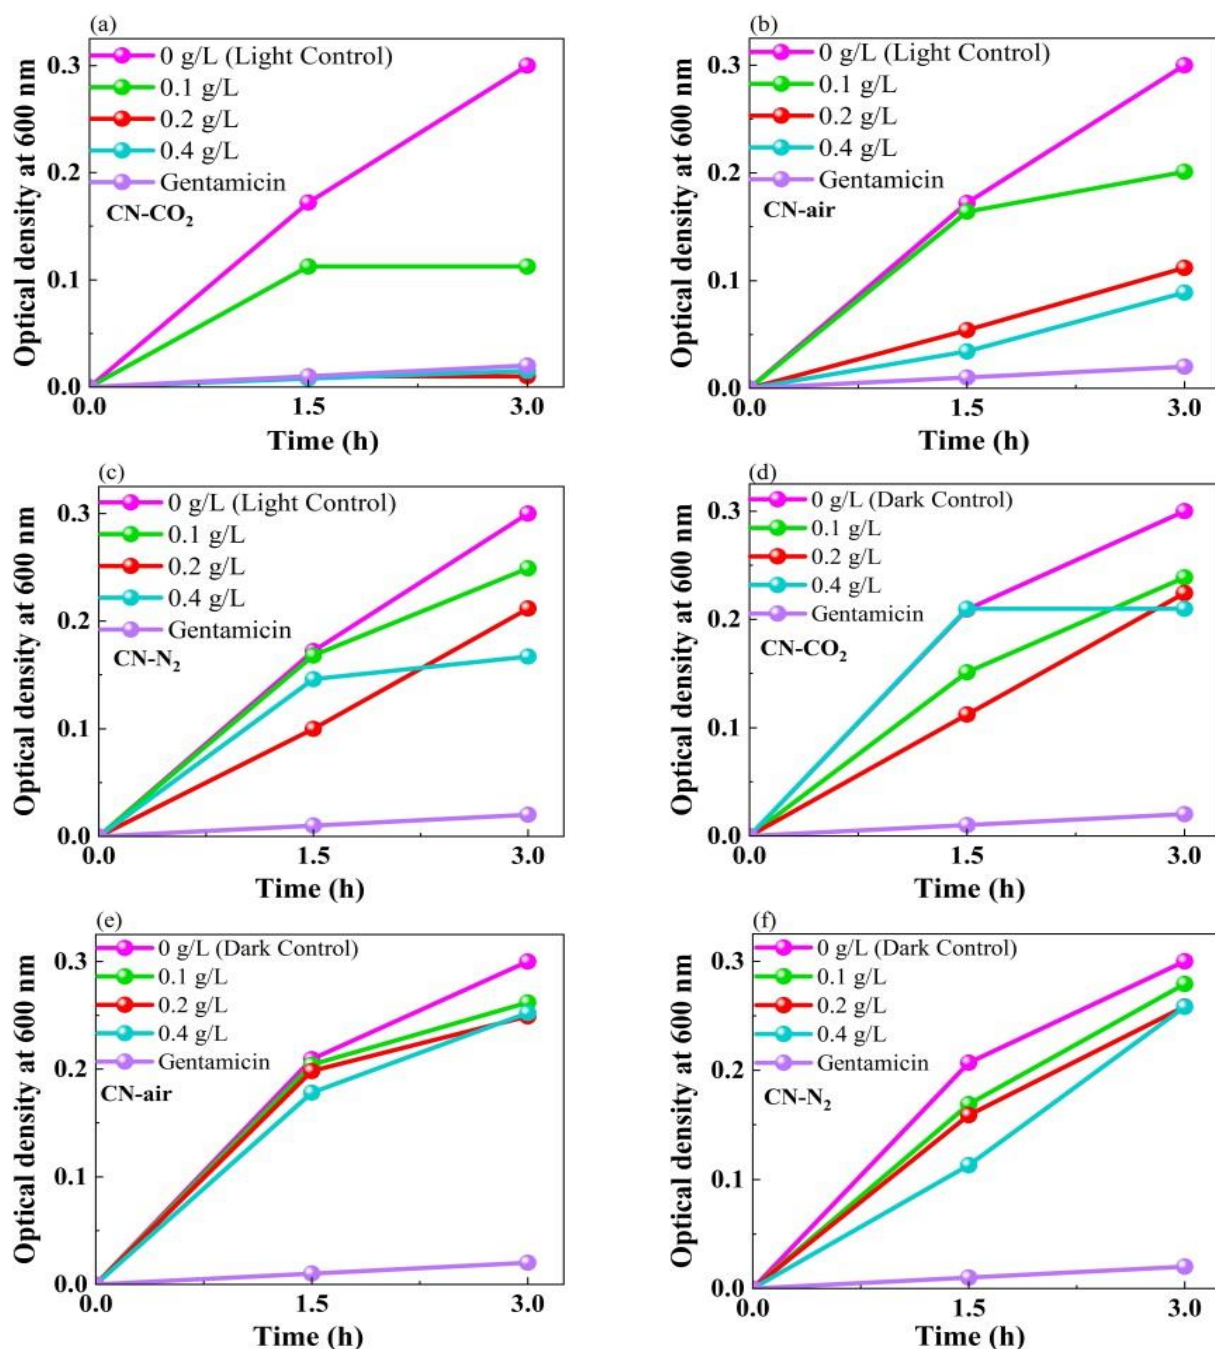 (a)
0 g/L (Light Control)
0.1 g/L
0.2 g/L
0.4 g/L
Gentamicin
CN-CO₂
Optical density at 600 nm
0.3
0.2
0.1
0.0
0.0 1.5 3.0
Time (h)
(b)
0 g/L (Light Control)
0.1 g/L
0.2 g/L
0.4 g/L
Gentamicin
CN-air
Optical density at 600 nm
0.3
0.2
0.1
0.0
0.0 1.5 3.0
Time (h)
(c)
0 g/L (Light Control)
0.1 g/L
0.2 g/L
0.4 g/L
Gentamicin
CN-N₂
Optical density at 600 nm
0.3
0.2
0.1
0.0
0.0 1.5 3.0
Time (h)
(d)
0 g/L (Dark Control)
0.1 g/L
0.2 g/L
0.4 g/L
Gentamicin
CN-CO₂
Optical density at 600 nm
0.3
0.2
0.1
0.0
0.0 1.5 3.0
Time (h)
(e)
0 g/L (Dark Control)
0.1 g/L
0.2 g/L
0.4 g/L
Gentamicin
CN-air
Optical density at 600 nm
0.3
0.2
0.1
0.0
0.0 1.5 3.0
Time (h)
(f)
0 g/L (Dark Control)
0.1 g/L
0.2 g/L
0.4 g/L
Gentamicin
CN-N₂
Optical density at 600 nm
0.3
0.2
0.1
0.0
0.0 1.5 3.0
Time (h)